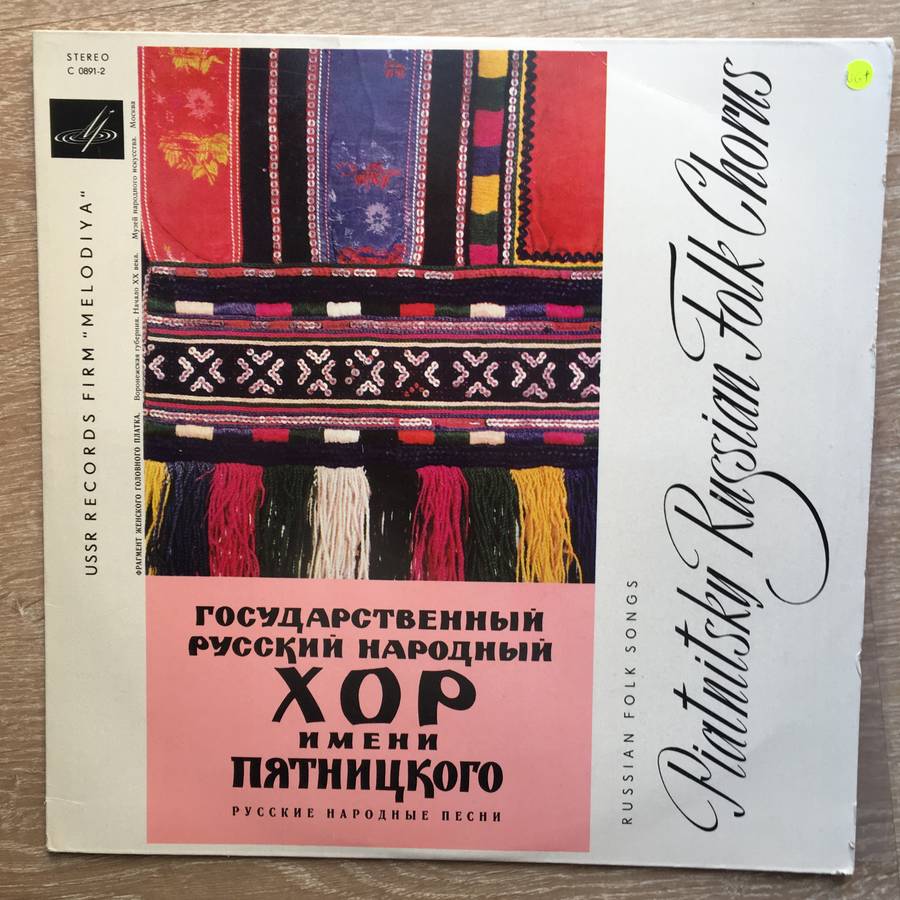 STEREO
C 0891-2
USSR RECORDS FIRM "MELODIYA"
ФРАГМЕНТ ЖЕНСКОГО ГОЛОВНОГО ПЛАТКА. Воронежская губерния. Начало XX века. Музей народного искусства. Москва
ГОСУДАРСТВЕННЫЙ
РУССКИЙ НАРОДНЫЙ
ХОР
ИМЕНИ
ПЯТНИЦКОГО
РУССКИЕ НАРОДНЫЕ ПЕСНИ
RUSSIAN FOLK SONGS
Piatnitsky Russian Folk Chorus